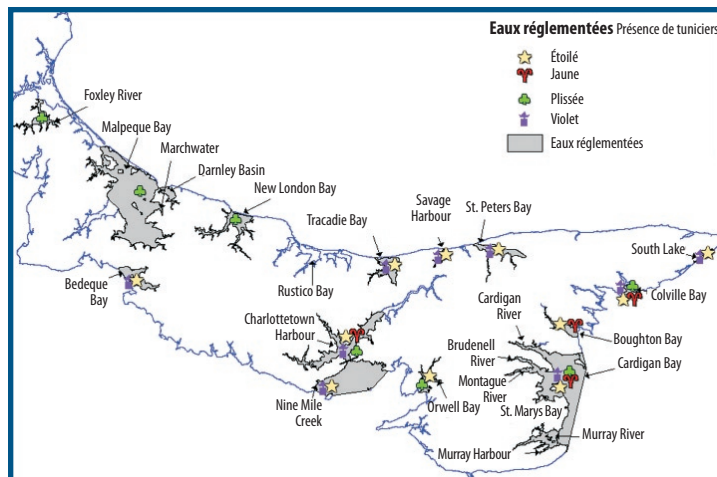 Eaux réglementées Présence de tuniciers
Étoilé
Jaune
Plissée
Violet
Eaux réglementées
Foxley River
Malpeque Bay
Marchwater
Darnley Basin
New London Bay
Tracadie Bay
Savage
Harbour
St. Peters Bay
South Lake
Rustico Bay
Bedeque
Bay
Charlottetown
Harbour
Cardigan
River
Colville Bay
Boughton Bay
Brudenell
River
Cardigan Bay
Montague
River
Nine Mile
Creek
Orwell Bay
St. Marys Bay
Murray River
Murray Harbour